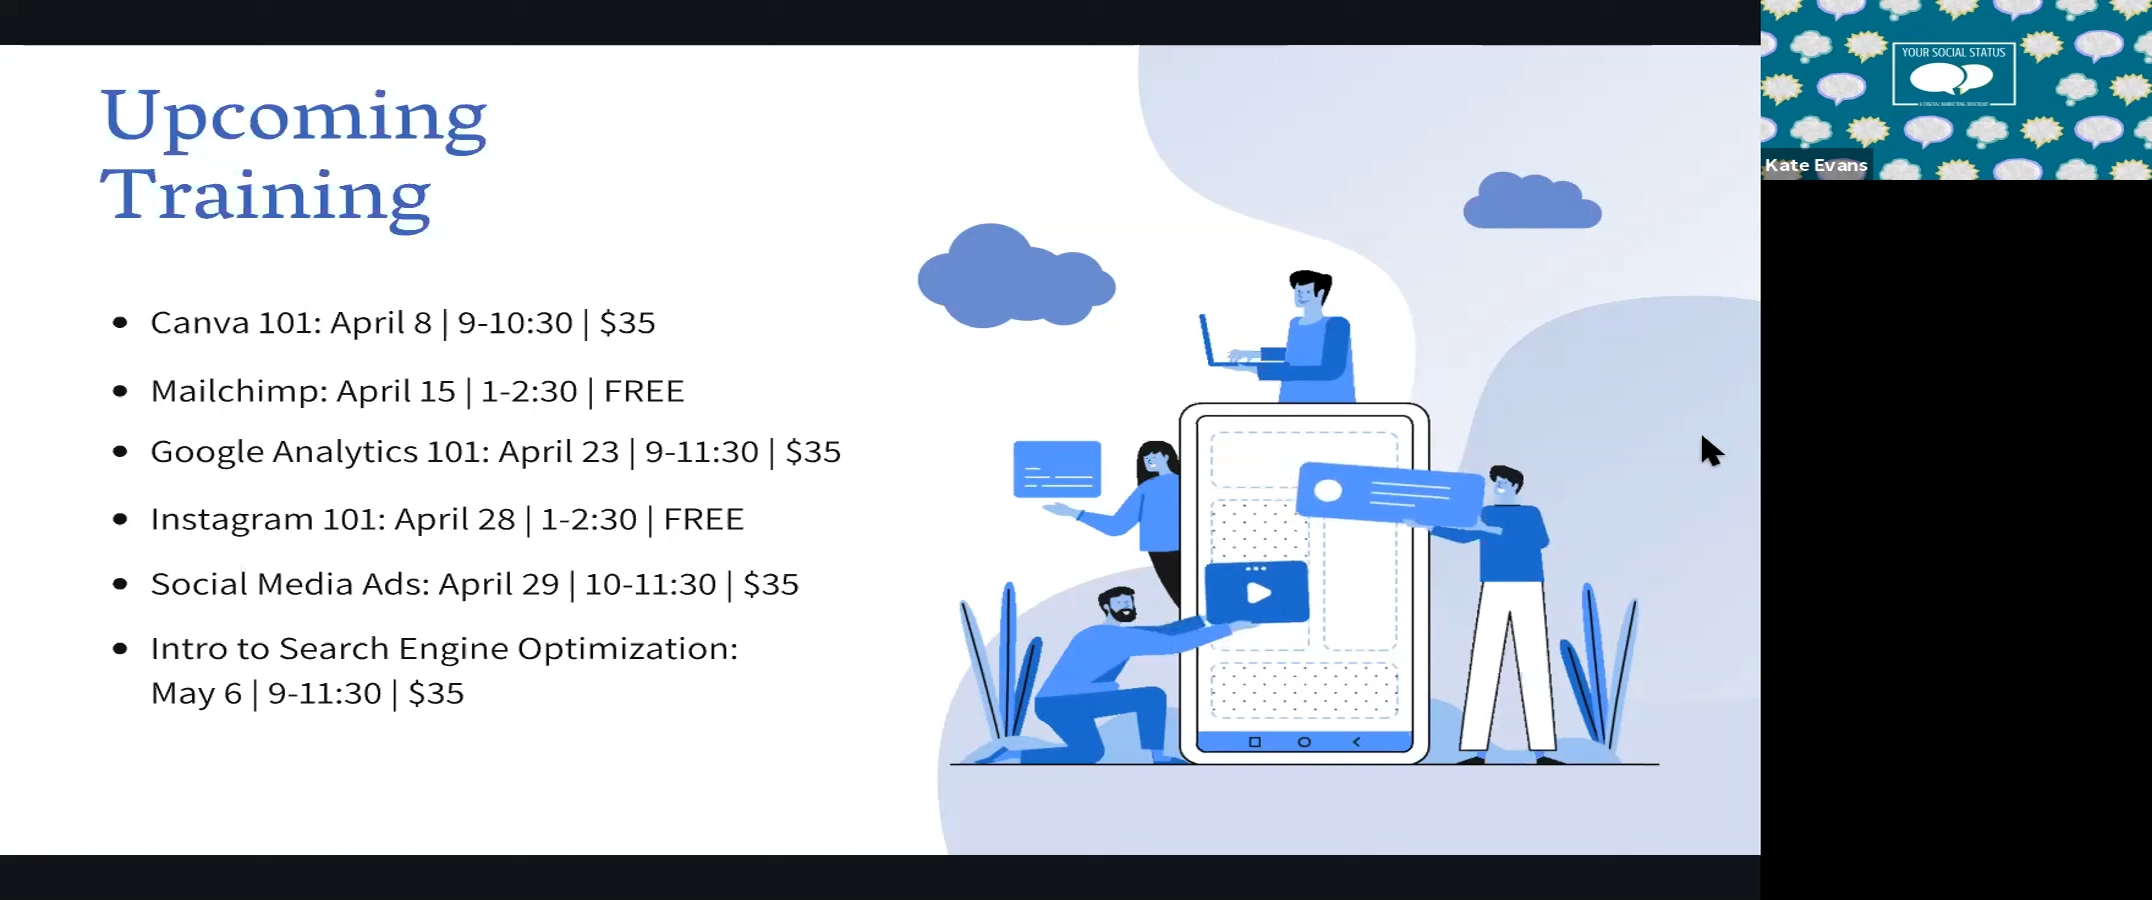 Upcoming
Training
• Canva 101: April 8 | 9-10:30 | $35
• Mailchimp: April 15 | 1-2:30 | FREE
• Google Analytics 101: April 23 | 9-11:30 | $35
• Instagram 101: April 28 | 1-2:30 | FREE
• Social Media Ads: April 29 | 10-11:30 | $35
• Intro to Search Engine Optimization:
May 6 | 9-11:30 | $35
YOUR SOCIAL STATUS
A DIGITAL MARKETING BOUTIQUE
Kate Evans